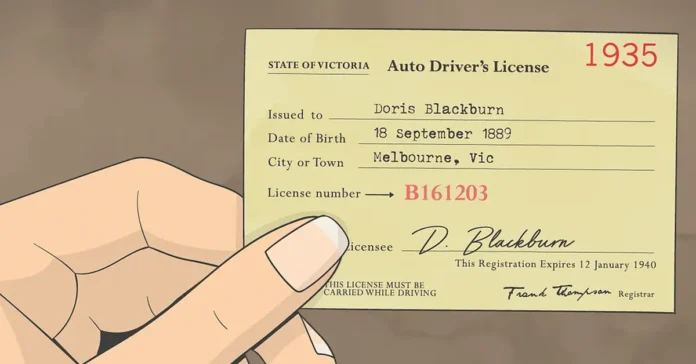 STATE OF VICTORIA Auto Driver's License 1935
Issued to Doris Blackburn
Date of Birth 18 September 1889
City or Town Melbourne, Vic
License number B161203
licensee D. Blackburn
This Registration Expires 12 January 1940
THIS LICENSE MUST BE
CARRIED WHILE DRIVING
Frank Thompson Registrar